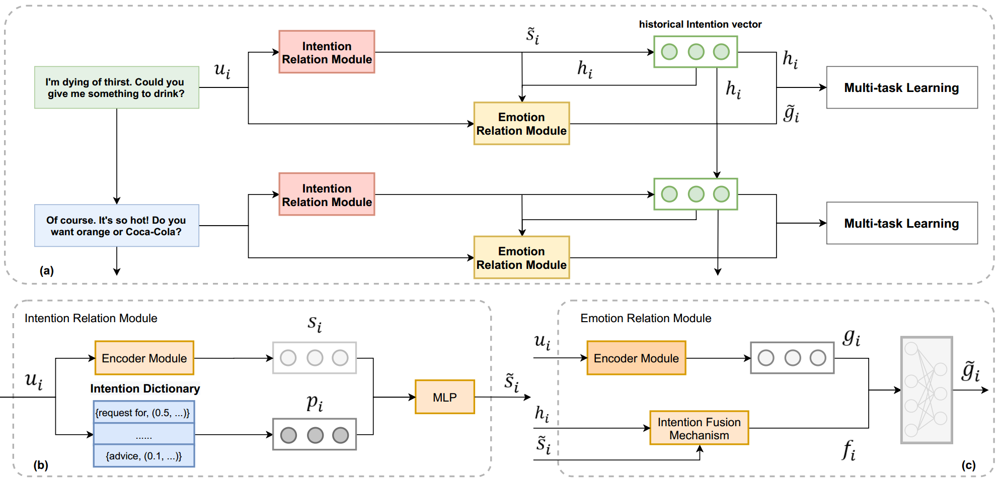 historical Intention vector
Intention
Relation Module
s̃ᵢ
hᵢ
hᵢ
hᵢ
uᵢ
I'm dying of thirst. Could you
give me something to drink?
Multi-task Learning
Emotion
Relation Module
g̃ᵢ
Intention
Relation Module
Of course. It's so hot! Do you
want orange or Coca-Cola?
Multi-task Learning
Emotion
Relation Module
(a)
Intention Relation Module
sᵢ
Encoder Module
uᵢ
Intention Dictionary
pᵢ
{request for, (0.5, ...)}
......
{advice, (0.1, ...)}
MLP
s̃ᵢ
(b)
Emotion Relation Module
uᵢ
Encoder Module
gᵢ
g̃ᵢ
hᵢ
Intention Fusion
Mechanism
s̃ᵢ
fᵢ
(c)